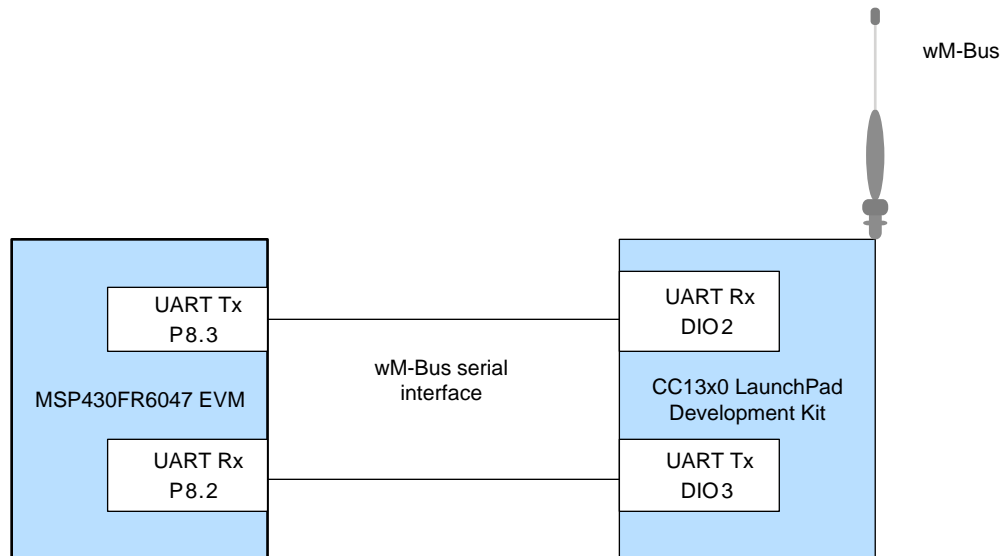 wM-Bus
UART Tx
P8.3
UART Rx
DIO2
wM-Bus serial
interface
MSP430FR6047 EVM
CC13x0 LaunchPad
Development Kit
UART Rx
P8.2
UART Tx
DIO3